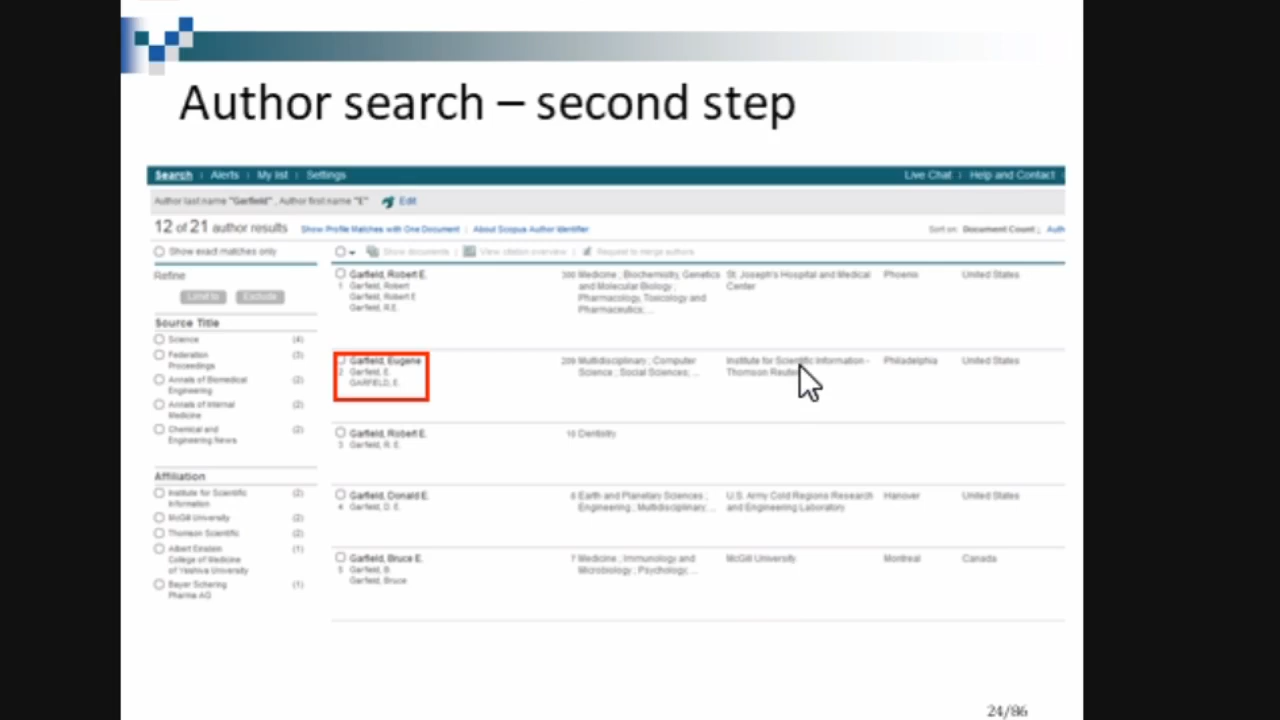 Author search – second step
Search Alerts My list Settings Live Chat Help and Contact
Author last name "Garfield" , Author first name "E" Edit
12 of 21 author results Show Profile Matches with One Document | About Scopus Author Identifier Sort on: Document Count Auth
Show exact matches only Show documents | View citation overview | Request to merge authors
Refine
Limit to Exclude
Source Title
Science (4)
Federation (3)
Proceedings
Annals of Biomedical (2)
Engineering
Annals of Internal (2)
Medicine
Chemical and (2)
Engineering News
Affiliation
Institute for Scientific (2)
Information
McGill University (2)
Thomson Scientific (2)
Albert Einstein (1)
College of Medicine
of Yeshiva University
Bayer Schering (1)
Pharma AG
Garfield, Robert E. Medicine ; Biochemistry, Genetics St. Joseph's Hospital and Medical Phoenix United States
1 Garfield, Robert and Molecular Biology ; Center
Garfield, Robert E Pharmacology, Toxicology and
Garfield, R.E. Pharmaceutics; ...
Garfield, Eugene 209 Multidisciplinary ; Computer Institute for Scientific Information - Philadelphia United States
2 Garfield, E. Science ; Social Sciences; ... Thomson Reuters
GARFIELD, E.
Garfield, Robert E. 10 Dentistry
3 Garfield, R. E.
Garfield, Donald E. 8 Earth and Planetary Sciences ; U.S. Army Cold Regions Research Hanover United States
4 Garfield, D. E. Engineering ; Multidisciplinary; ... and Engineering Laboratory
Garfield, Bruce E. 7 Medicine ; Immunology and McGill University Montreal Canada
5 Garfield, B. Microbiology ; Psychology; ...
Garfield, Bruce
24/86